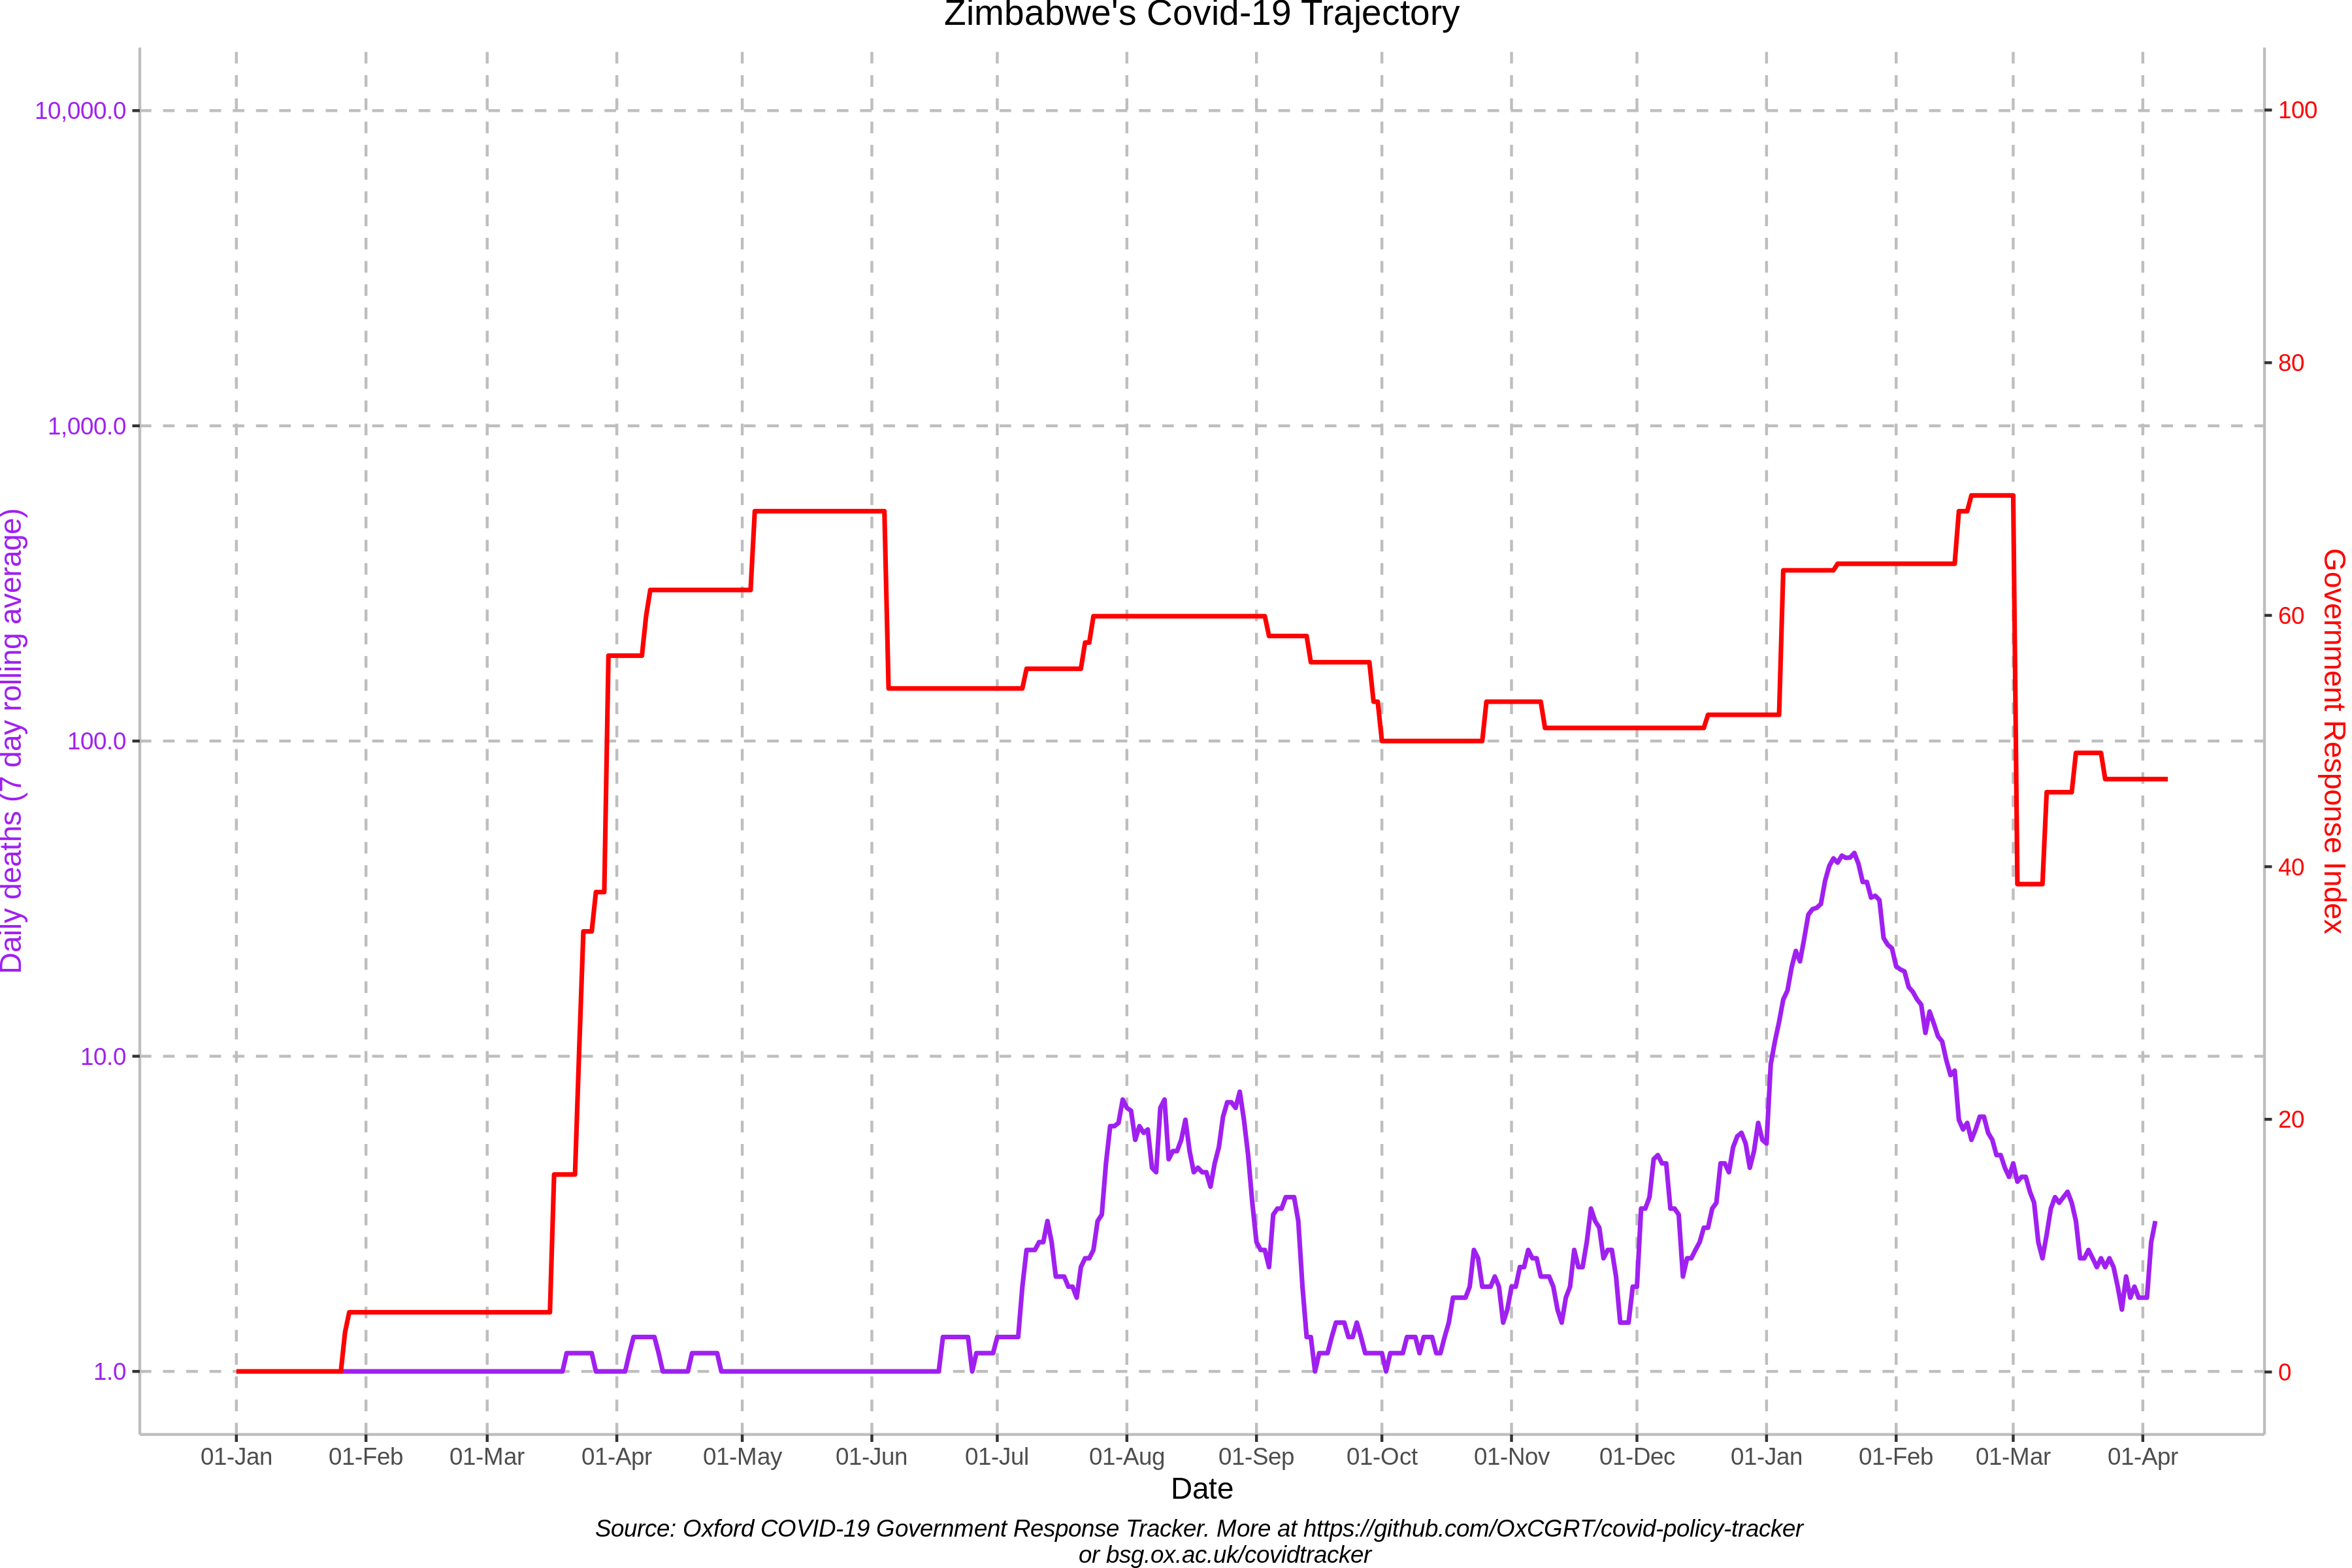 Zimbabwe's Covid-19 Trajectory
10,000.0
1,000.0
100.0
10.0
1.0
Daily deaths (7 day rolling average)
100
80
60
40
20
0
Government Response Index
01-Jan 01-Feb 01-Mar 01-Apr 01-May 01-Jun 01-Jul 01-Aug 01-Sep 01-Oct 01-Nov 01-Dec 01-Jan 01-Feb 01-Mar 01-Apr
Date
Source: Oxford COVID-19 Government Response Tracker. More at https://github.com/OxCGRT/covid-policy-tracker
or bsg.ox.ac.uk/covidtracker